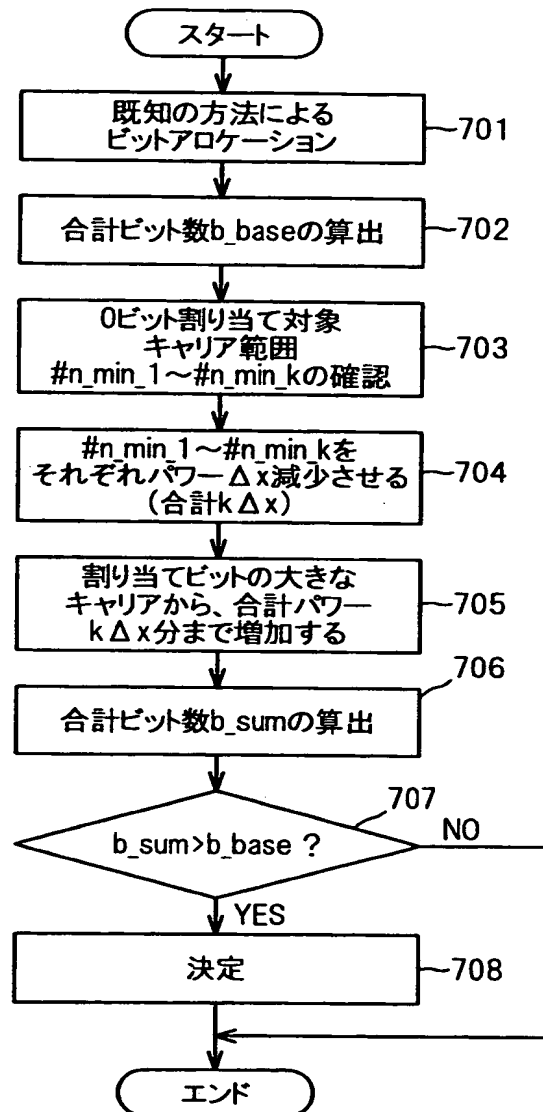 スタート
既知の方法による
ビットアロケーション
701
合計ビット数b_baseの算出
702
0ビット割り当て対象
キャリア範囲
#n_min_1～#n_min_kの確認
703
#n_min_1～#n_min_kを
それぞれパワーΔx減少させる
(合計kΔx)
704
割り当てビットの大きな
キャリアから、合計パワー
kΔx分まで増加する
705
706
合計ビット数b_sumの算出
707
b_sum>b_base ?
NO
YES
決定
708
エンド